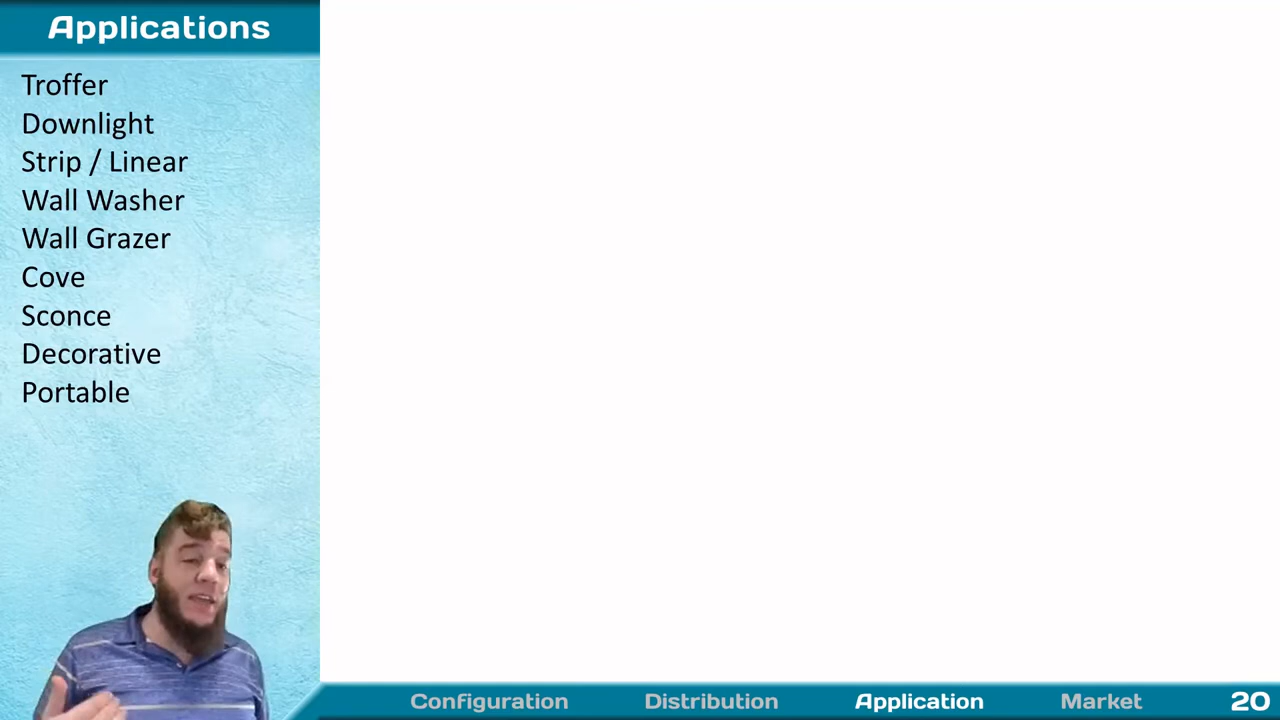 Applications
Troffer
Downlight
Strip / Linear
Wall Washer
Wall Grazer
Cove
Sconce
Decorative
Portable
Configuration Distribution Application Market 20